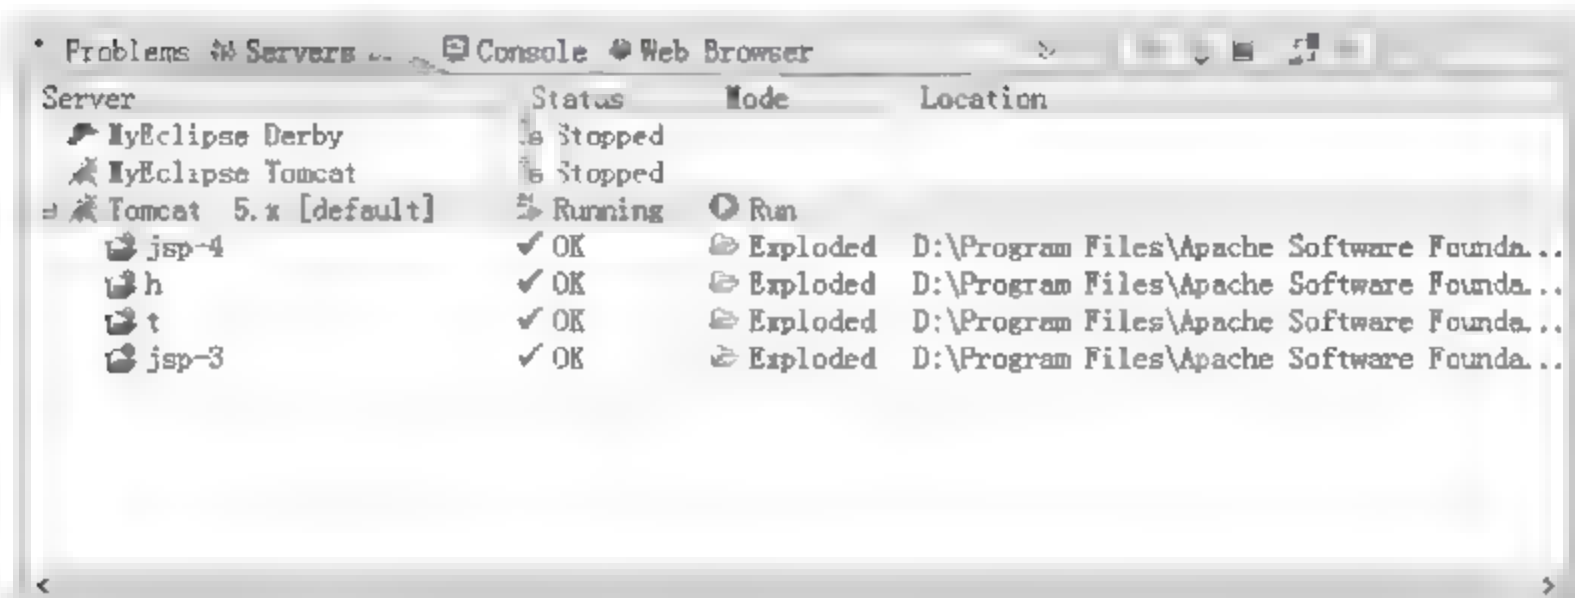 Problems Servers Console Web Browser
Server Status Mode Location
MyEclipse Derby Stopped
MyEclipse Tomcat Stopped
Tomcat 5.x [default] Running Run
jsp-4 OK Exploded D:\Program Files\Apache Software Founda...
h OK Exploded D:\Program Files\Apache Software Founda...
t OK Exploded D:\Program Files\Apache Software Founda...
jsp-3 OK Exploded D:\Program Files\Apache Software Founda...